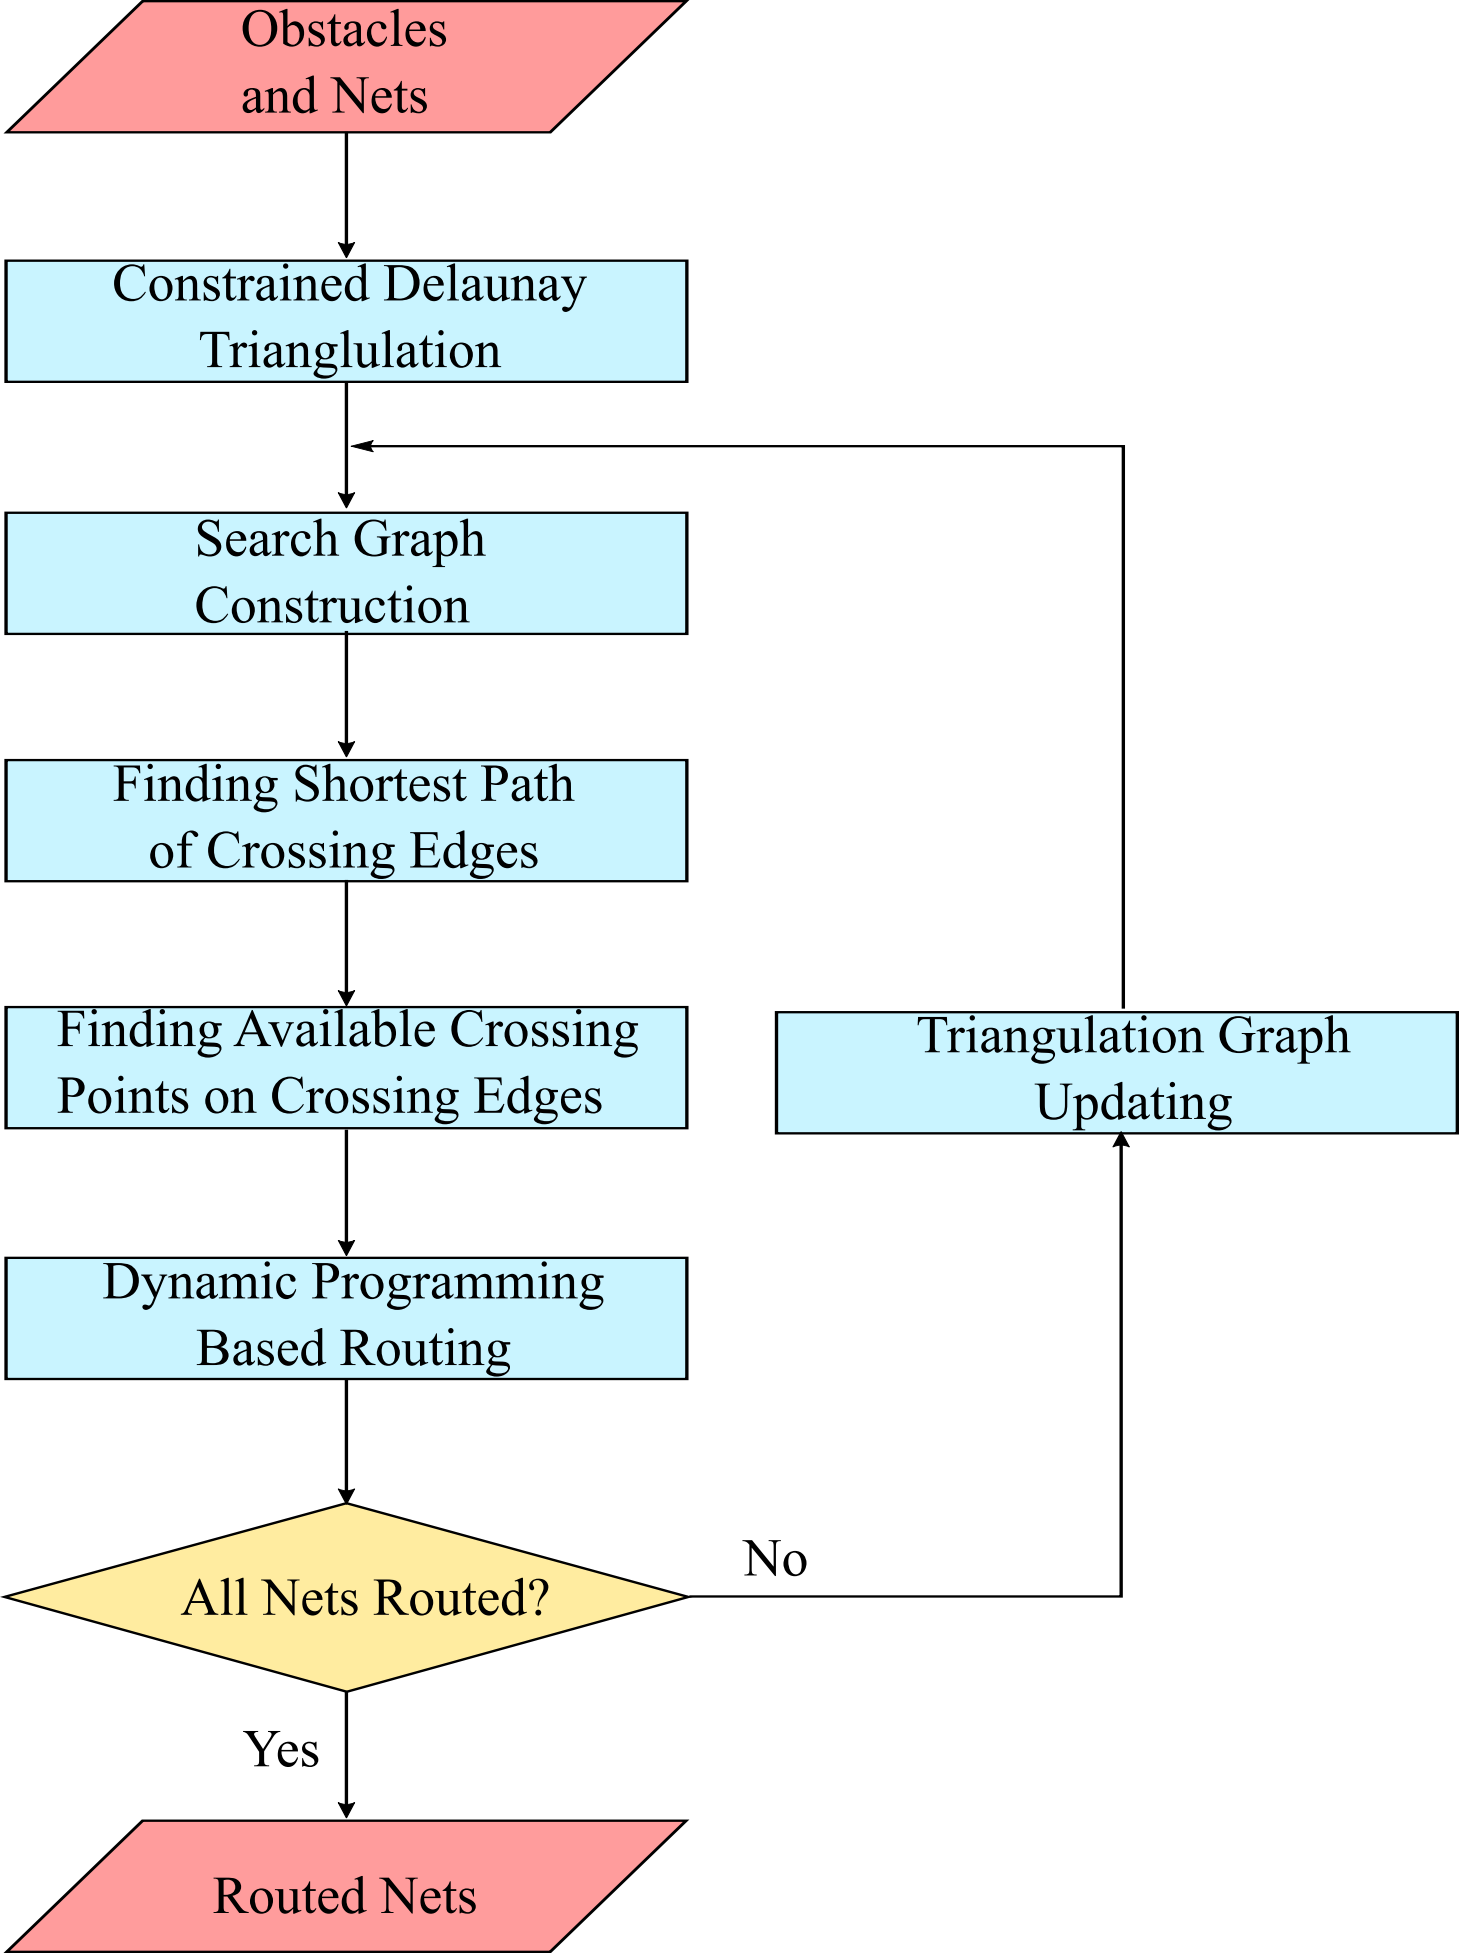 Obstacles
and Nets
Constrained Delaunay
Trianglulation
Search Graph
Construction
Finding Shortest Path
of Crossing Edges
Finding Available Crossing
Points on Crossing Edges
Triangulation Graph
Updating
Dynamic Programming
Based Routing
No
All Nets Routed?
Yes
Routed Nets